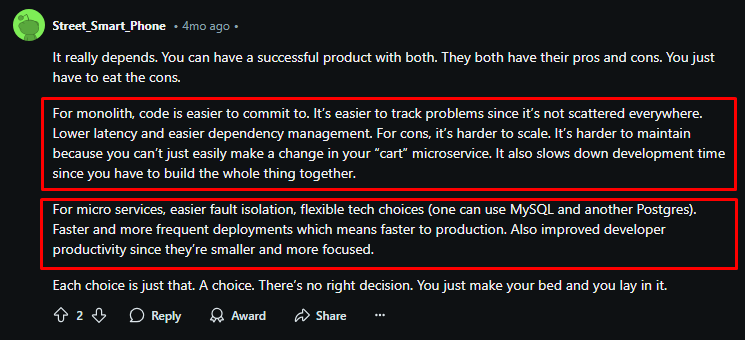 Street_Smart_Phone • 4mo ago •
It really depends. You can have a successful product with both. They both have their pros and cons. You just
have to eat the cons.
For monolith, code is easier to commit to. It’s easier to track problems since it’s not scattered everywhere.
Lower latency and easier dependency management. For cons, it’s harder to scale. It’s harder to maintain
because you can’t just easily make a change in your “cart” microservice. It also slows down development time
since you have to build the whole thing together.
For micro services, easier fault isolation, flexible tech choices (one can use MySQL and another Postgres).
Faster and more frequent deployments which means faster to production. Also improved developer
productivity since they’re smaller and more focused.
Each choice is just that. A choice. There’s no right decision. You just make your bed and you lay in it.
2 Reply Award Share ···